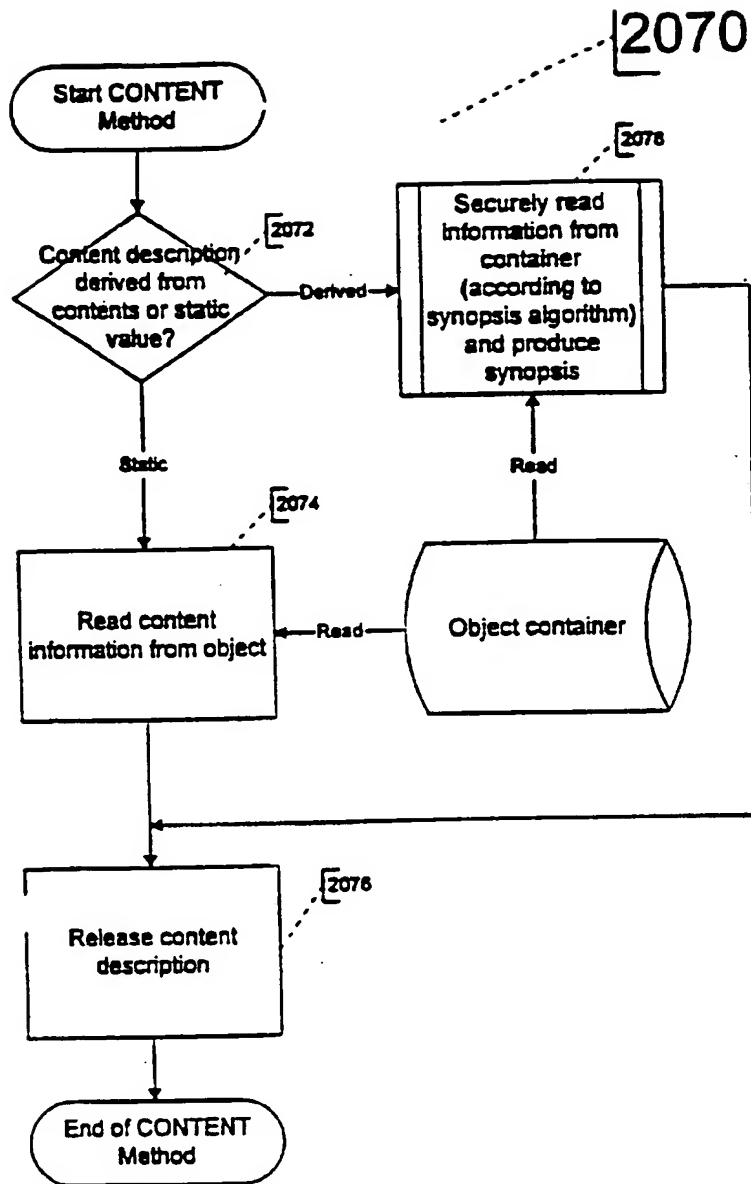 2070
Start CONTENT
Method
2078
2072
Content description
derived from
contents or static
value?
Derived
Securely read
information from
container
(according to
synopsis algorithm)
and produce
synopsis
Static
Read
2074
Read content
information from object
Read
Object container
2076
Release content
description
End of CONTENT
Method